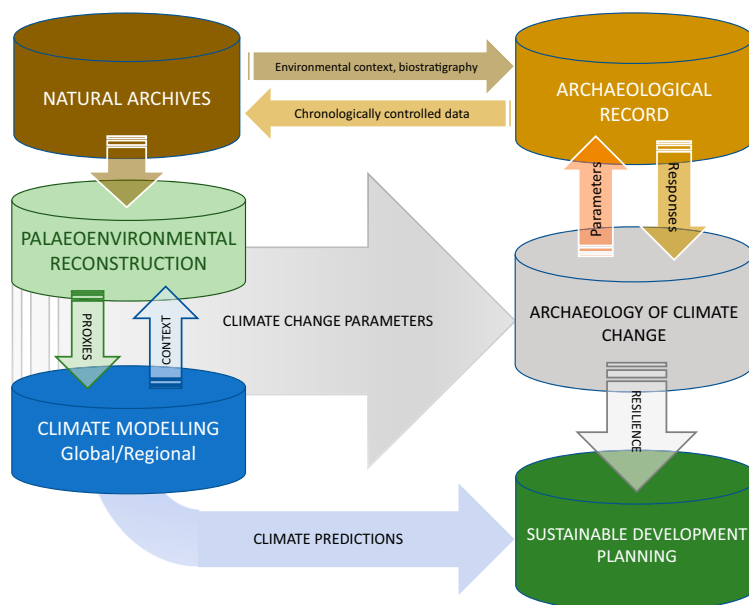 NATURAL ARCHIVES
Environmental context, biostratigraphy
Chronologically controlled data
ARCHAEOLOGICAL
RECORD
Parameters
Responses
PALAEOENVIRONMENTAL
RECONSTRUCTION
PROXIES
CONTEXT
CLIMATE CHANGE PARAMETERS
ARCHAEOLOGY OF CLIMATE
CHANGE
CLIMATE MODELLING
Global/Regional
RESILIENCE
CLIMATE PREDICTIONS
SUSTAINABLE DEVELOPMENT
PLANNING